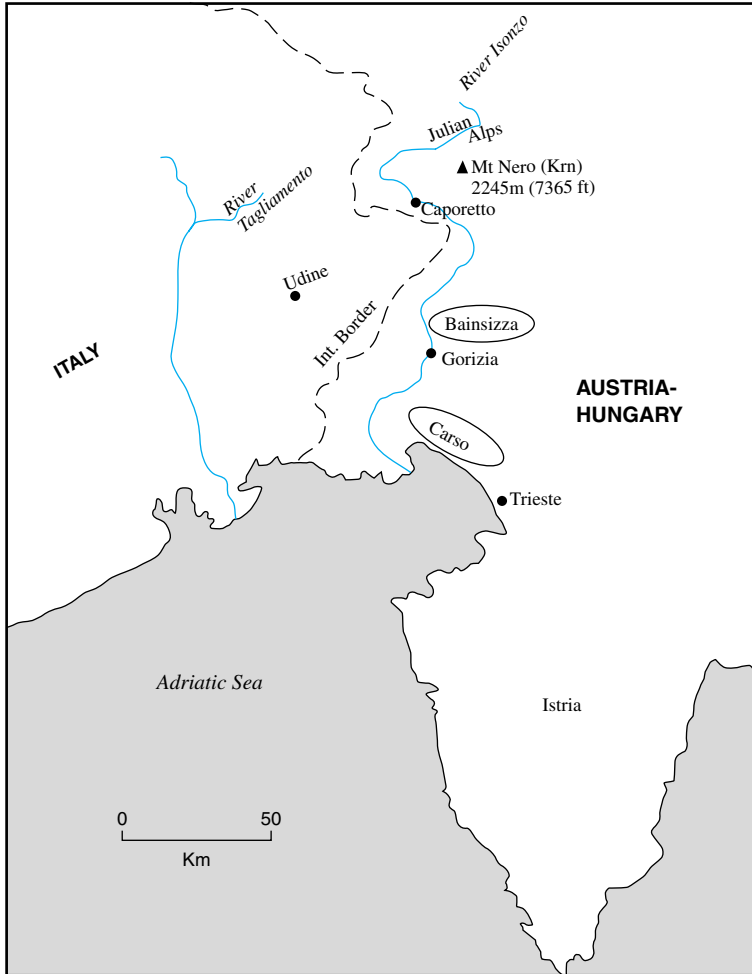 River Isonzo
Julian
Alps
Mt Nero (Krn)
2245m (7365 ft)
River
Tagliamento
Caporetto
Udine
Int. Border
Bainsizza
ITALY
Gorizia
AUSTRIA-
HUNGARY
Carso
Trieste
Adriatic Sea
Istria
0 50
Km